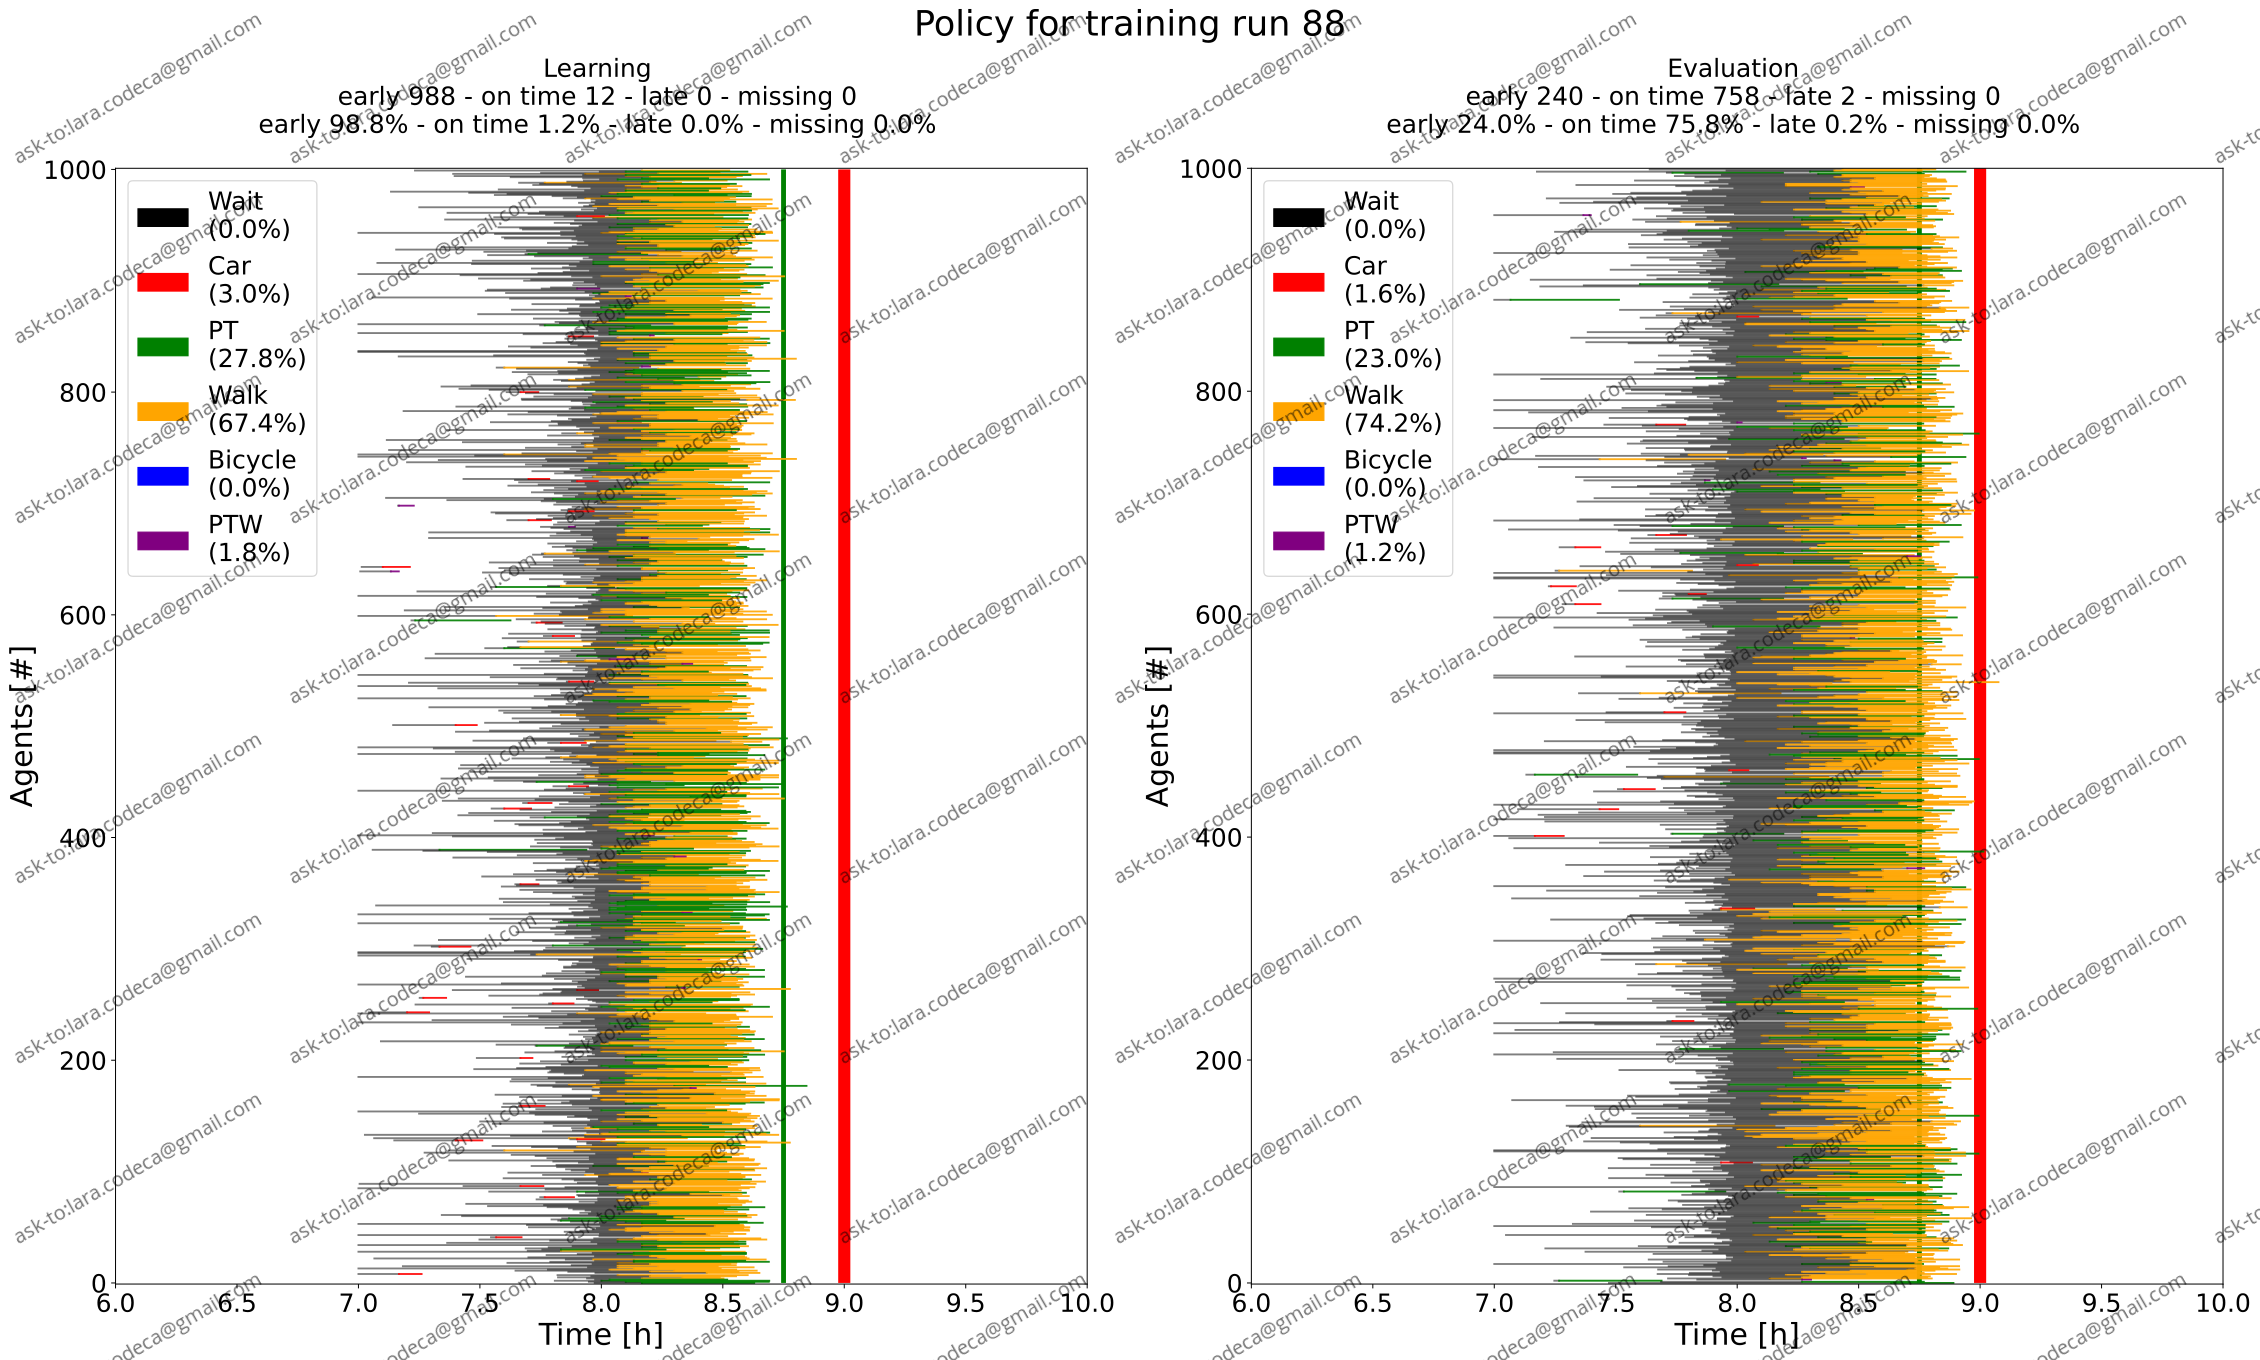 Policy for training run 88
Learning
early 988 - on time 12 - late 0 - missing 0
early 98.8% - on time 1.2% - late 0.0% - missing 0.0%
1000
800
600
400
200
0
Agents [#]
Wait
(0.0%)
Car
(3.0%)
PT
(27.8%)
Walk
(67.4%)
Bicycle
(0.0%)
PTW
(1.8%)
6.0 6.5 7.0 7.5 8.0 8.5 9.0 9.5 10.0
Time [h]
Evaluation
early 240 - on time 758 - late 2 - missing 0
early 24.0% - on time 75.8% - late 0.2% - missing 0.0%
1000
800
600
400
200
0
Agents [#]
Wait
(0.0%)
Car
(1.6%)
PT
(23.0%)
Walk
(74.2%)
Bicycle
(0.0%)
PTW
(1.2%)
6.0 6.5 7.0 7.5 8.0 8.5 9.0 9.5 10.0
Time [h]
ask-to:lara.codeca@gmail.com